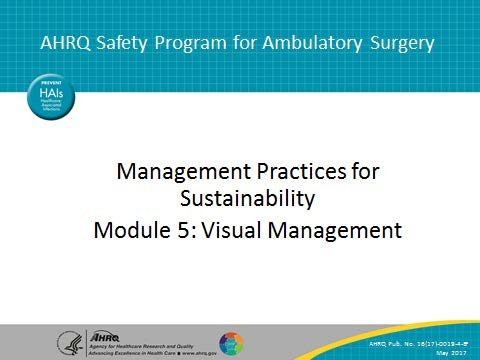 AHRQ Safety Program for Ambulatory Surgery
PREVENT
HAIs
Healthcare-
Associated
Infections
Management Practices for
Sustainability
Module 5: Visual Management
AHRQ
Agency for Healthcare Research and Quality
Advancing Excellence in Health Care ■ www.ahrq.gov
AHRQ Pub. No. 16(17)-0019-4-EF
May 2017